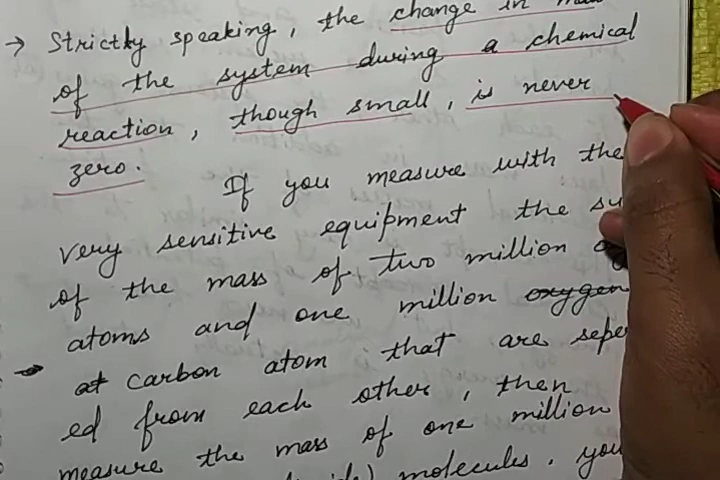 → Strictly speaking, the change in
of the system during a chemical
reaction, though small, is never
zero.
If you measure with the
very sensitive equipment the
of the mass of two million
atoms and one million oxygen
at carbon atom that are
ed from each other, then
measure the mass of one million
molecules. you